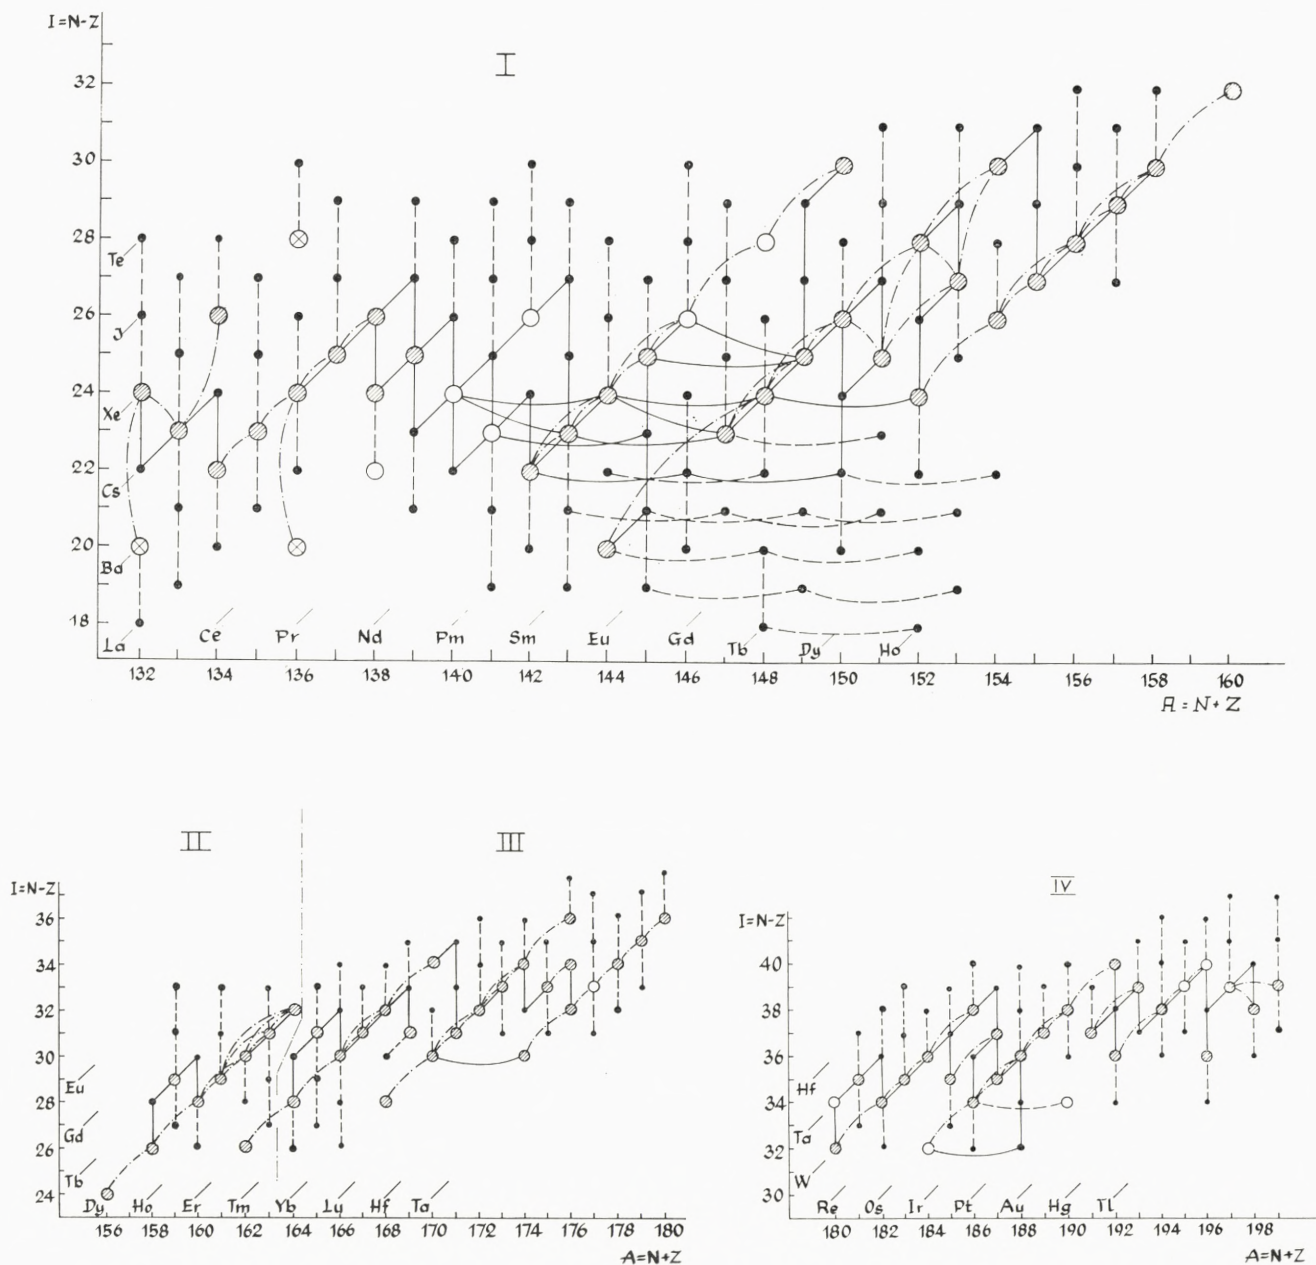 I=N-Z
I
32
30
28
26
24
22
20
18
Te
J
Xe
Cs
Ba
La
Ce
Pr
Nd
Pm
Sm
Eu
Gd
Tb
Dy
Ho
132 134 136 138 140 142 144 146 148 150 152 154 156 158 160
A=N+Z
II
III
I=N-Z
36
34
32
30
28
26
24
Eu
Gd
Tb
Dy Ho Er Tm Yb Ly Hf Ta
156 158 160 162 164 166 168 170 172 174 176 178 180
A=N+Z
IV
I=N-Z
40
38
36
34
32
30
Hf
Ta
W
Re Os Ir Pt Au Hg Tl
180 182 184 186 188 190 192 194 196 198
A=N+Z